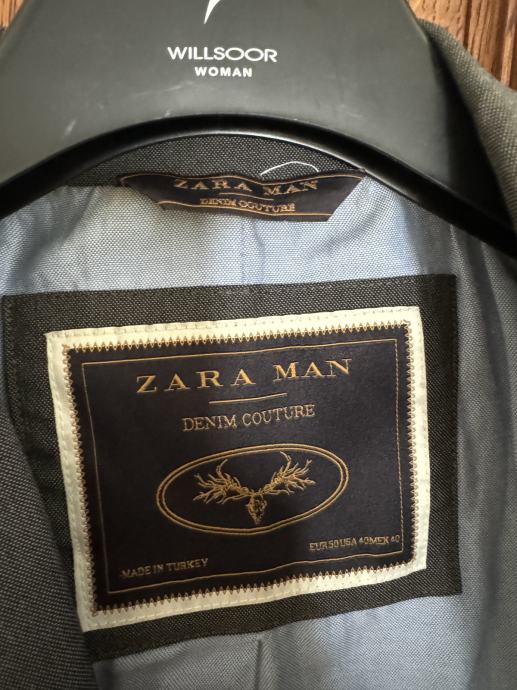 WILLSOOR
WOMAN
ZARA MAN
DENIM COUTURE
ZARA MAN
DENIM COUTURE
MADE IN TURKEY
EUR 50 USA 40 MEX 40